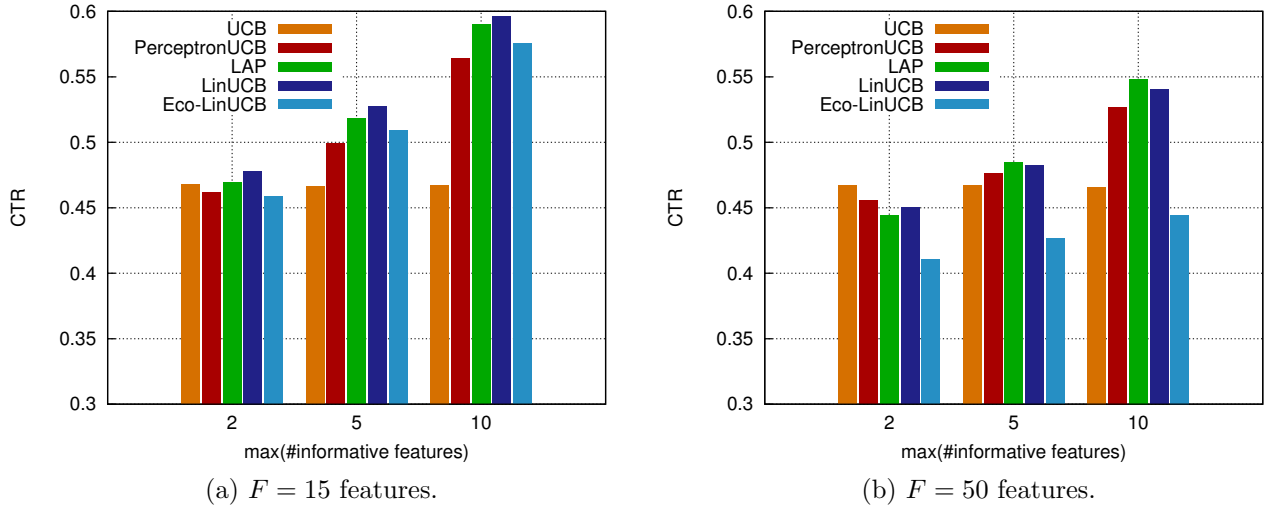 0.6
0.55
0.5
0.45
0.4
0.35
0.3
CTR
UCB
PerceptronUCB
LAP
LinUCB
Eco-LinUCB
2
5
10
max(#informative features)
(a) F = 15 features.
0.6
0.55
0.5
0.45
0.4
0.35
0.3
CTR
UCB
PerceptronUCB
LAP
LinUCB
Eco-LinUCB
2
5
10
max(#informative features)
(b) F = 50 features.